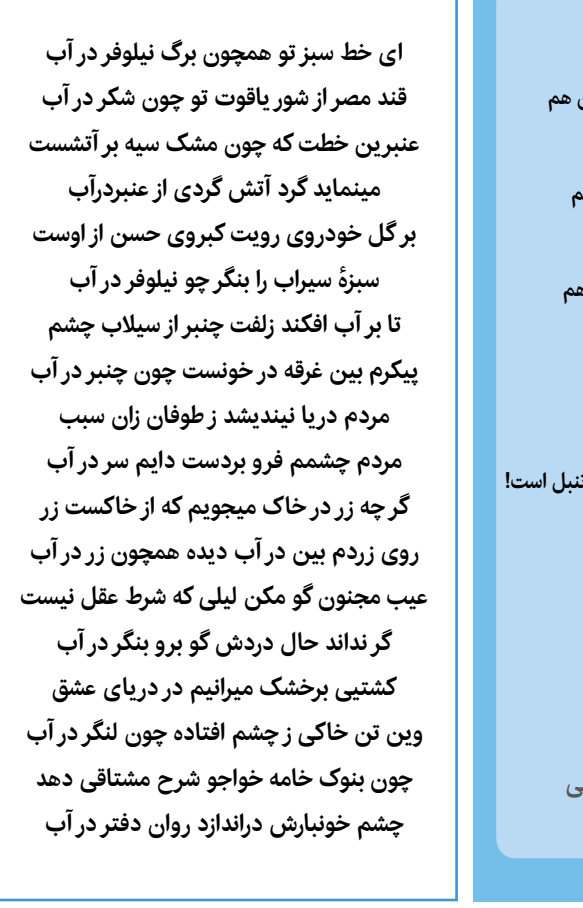 ای خط سبز تو همچون برگ نیلوفر در آب
قند مصر از شور یاقوت تو چون شکر در آب
عنبرین خطت که چون مشک سیه بر آتشست
مینماید گرد آتش گردی از عنبردرآب
بر گل خودروی رویت کبروی حسن از اوست
سبزهٔ سیراب را بنگر چو نیلوفر در آب
تا بر آب افکند زلفت چنبر از سیلاب چشم
پیکرم بین غرقه در خونست چون چنبر در آب
مردم دریا نیندیشد ز طوفان زان سبب
مردم چشمم فرو بردست دایم سر در آب
گر چه زر در خاک میجویم که از خاکست زر
روی زردم بین در آب دیده همچون زر در آب
عیب مجنون گو مکن لیلی که شرط عقل نیست
گر نداند حال دردش گو برو بنگر در آب
کشتیی برخشک میرانیم در دریای عشق
وین تن خاکی ز چشم افتاده چون لنگر در آب
چون بنوک خامه خواجو شرح مشتاقی دهد
چشم خونبارش دراندازد روان دفتر در آب
هم
هم
است!